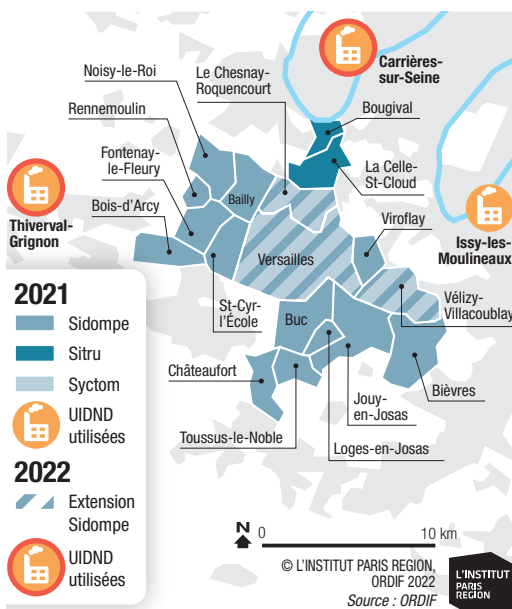 Noisy-le-Roi
Le Chesnay-
Roquencourt
Carrières-
sur-Seine
Rennemoulin
Bougival
Fontenay-
le-Fleury
La Celle-
St-Cloud
Bailly
Bois-d'Arcy
Viroflay
Thiverval-
Grignon
Issy-les-
Moulineaux
Versailles
2021
Sidompe
Sitru
Syctom
UIDND
utilisées
2022
Extension
Sidompe
UIDND
utilisées
St-Cyr-
l'École
Buc
Vélizy-
Villacoublay
Châteaufort
Bièvres
Jouy-
en-Josas
Toussus-le-Noble
Loges-en-Josas
N
0
10 km
© L'INSTITUT PARIS REGION,
ORDIF 2022
Source : ORDIF
L'INSTITUT
PARIS
REGION